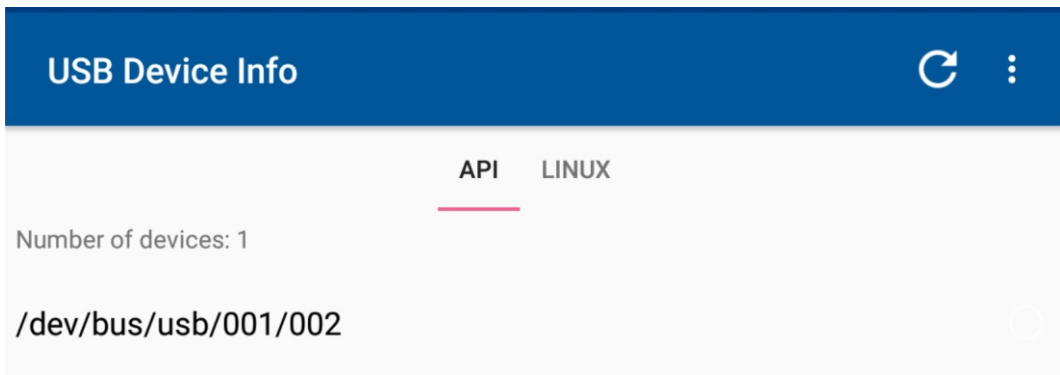 USB Device Info
API LINUX
Number of devices: 1
/dev/bus/usb/001/002